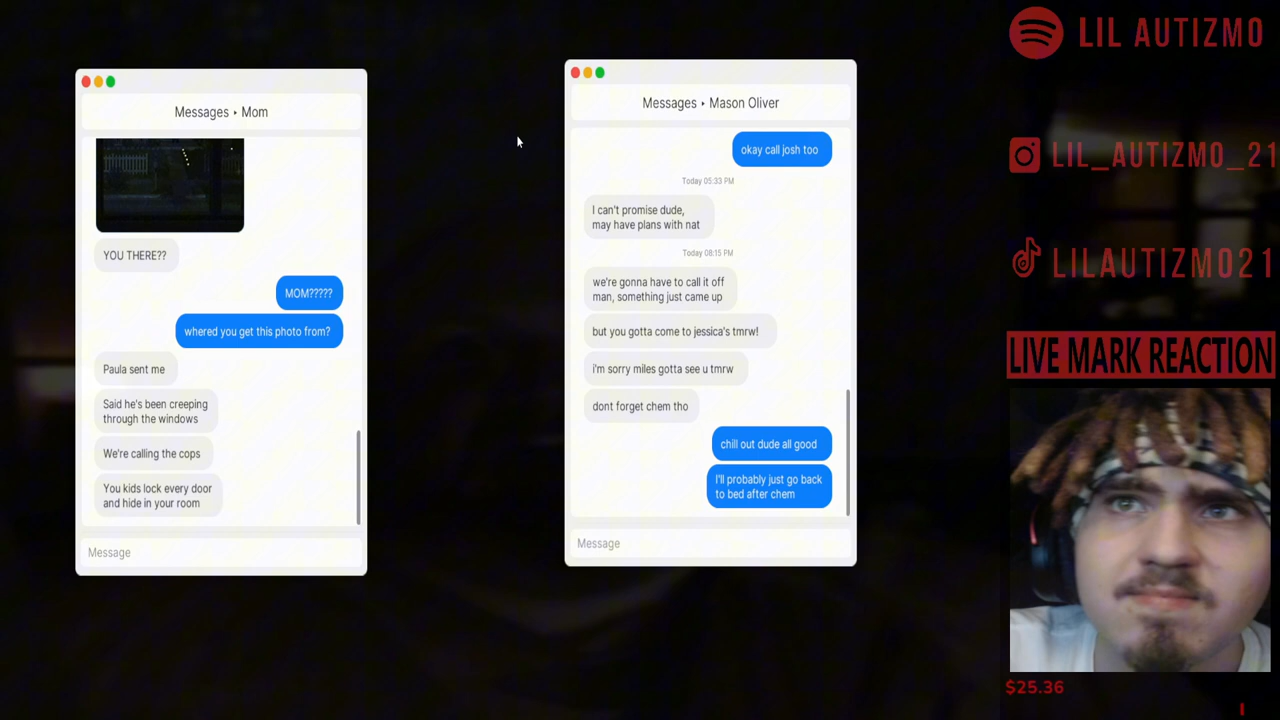 Messages ▸ Mom
YOU THERE??
MOM?????
whered you get this photo from?
Paula sent me
Said he's been creeping
through the windows
We're calling the cops
You kids lock every door
and hide in your room
Message
Messages ▸ Mason Oliver
okay call josh too
Today 05:33 PM
I can't promise dude,
may have plans with nat
Today 08:15 PM
we're gonna have to call it off
man, something just came up
but you gotta come to jessica's tmrw!
i'm sorry miles gotta see u tmrw
dont forget chem tho
chill out dude all good
I'll probably just go back
to bed after chem
Message
LIL AUTIZMO
LIL_AUTIZMO_21
LILAUTIZMO21
LIVE MARK REACTION
$25.36